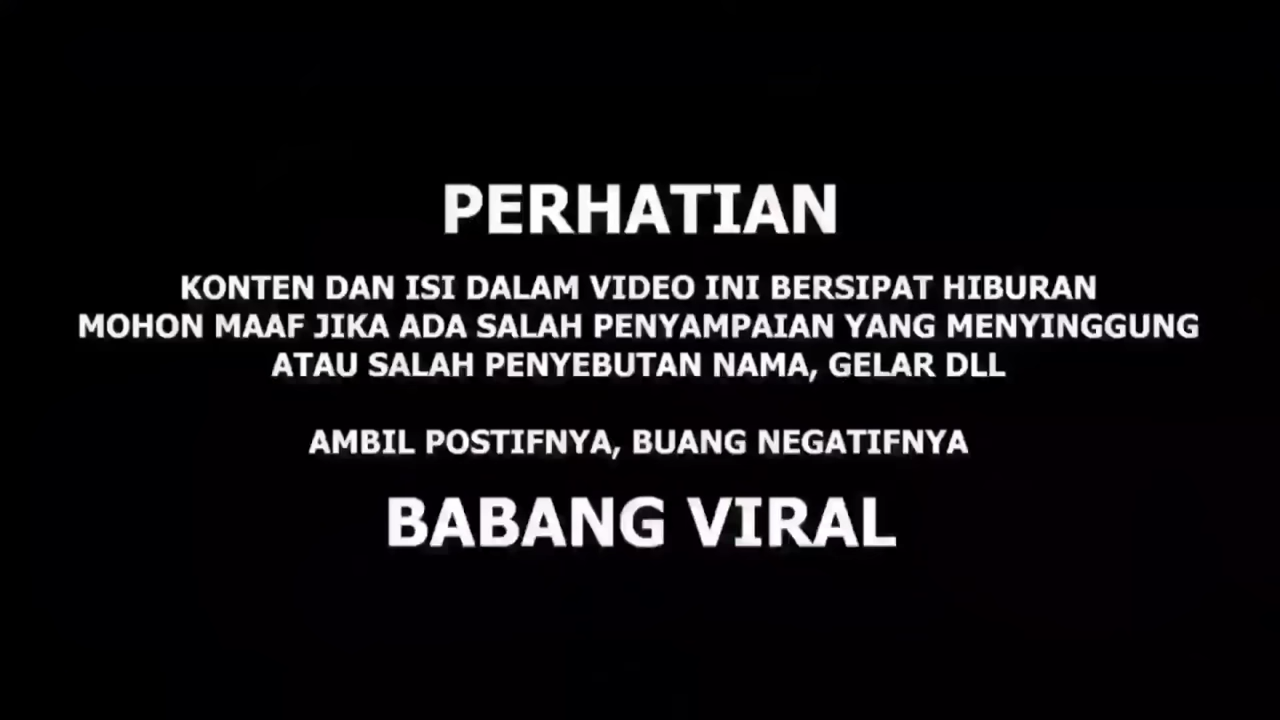 PERHATIAN
KONTEN DAN ISI DALAM VIDEO INI BERSIPAT HIBURAN
MOHON MAAF JIKA ADA SALAH PENYAMPAIAN YANG MENYINGGUNG
ATAU SALAH PENYEBUTAN NAMA, GELAR DLL
AMBIL POSTIFNYA, BUANG NEGATIFNYA
BABANG VIRAL